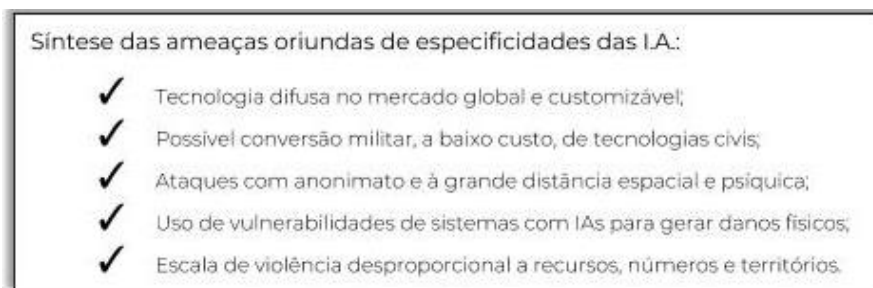 Síntese das ameaças oriundas de especificidades das I.A.:
✓ Tecnologia difusa no mercado global e customizável;
✓ Possível conversão militar, a baixo custo, de tecnologias civis;
✓ Ataques com anonimato e à grande distância espacial e psíquica;
✓ Uso de vulnerabilidades de sistemas com IAs para gerar danos físicos;
✓ Escala de violência desproporcional a recursos, números e territórios.